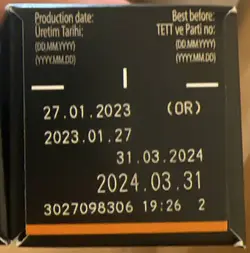 Production date: Best before:
Üretim Tarihi: TETT ve Parti no:
(DD.MM.YYYY) (DD.MM.YYYY)
(YYYY.MM.DD) (YYYY.MM.DD)
27.01.2023 (OR)
2023.01.27
31.03.2024
2024.03.31
3027098306 19:26 2